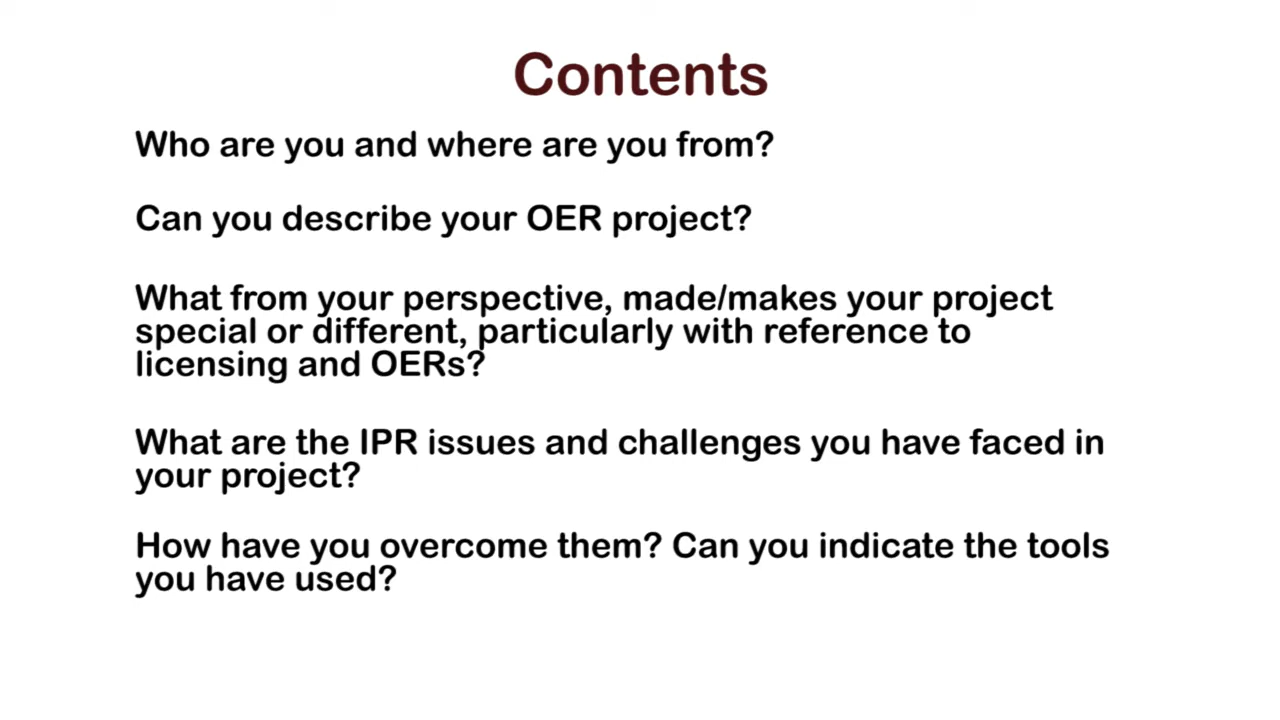 Contents
Who are you and where are you from?
Can you describe your OER project?
What from your perspective, made/makes your project
special or different, particularly with reference to
licensing and OERs?
What are the IPR issues and challenges you have faced in
your project?
How have you overcome them? Can you indicate the tools
you have used?